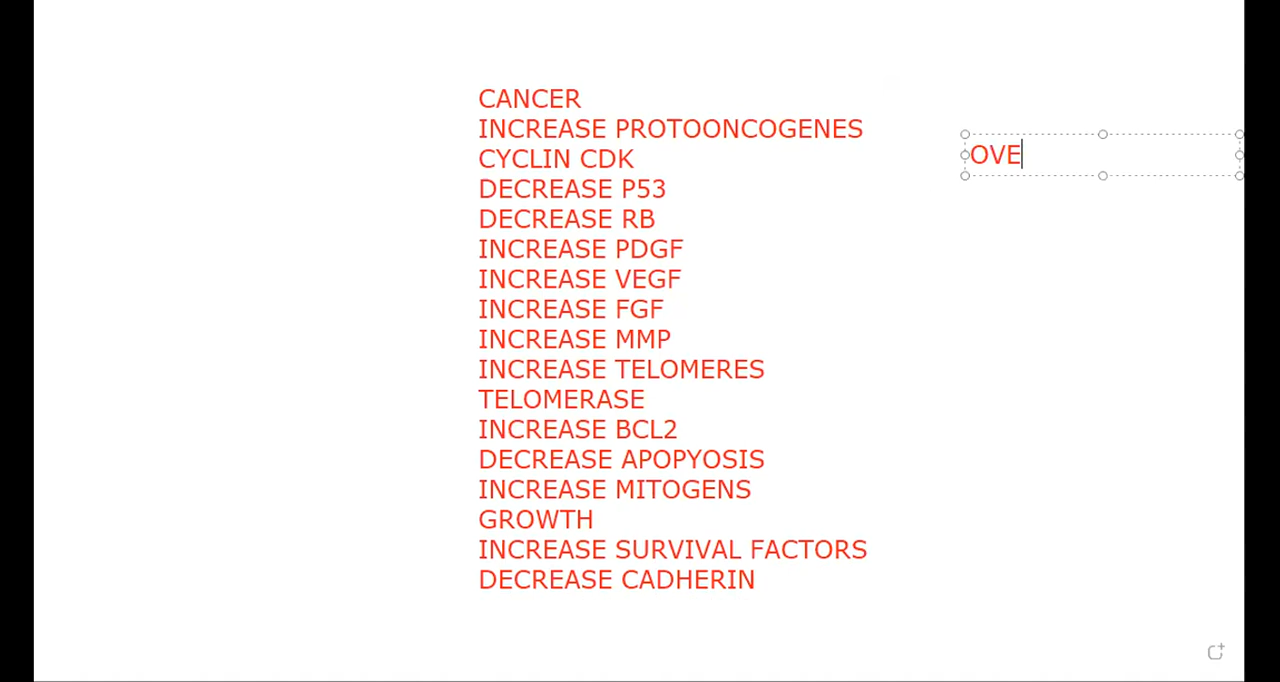 CANCER
INCREASE PROTOONCOGENES
CYCLIN CDK
DECREASE P53
DECREASE RB
INCREASE PDGF
INCREASE VEGF
INCREASE FGF
INCREASE MMP
INCREASE TELOMERES
TELOMERASE
INCREASE BCL2
DECREASE APOPYOSIS
INCREASE MITOGENS
GROWTH
INCREASE SURVIVAL FACTORS
DECREASE CADHERIN
OVE